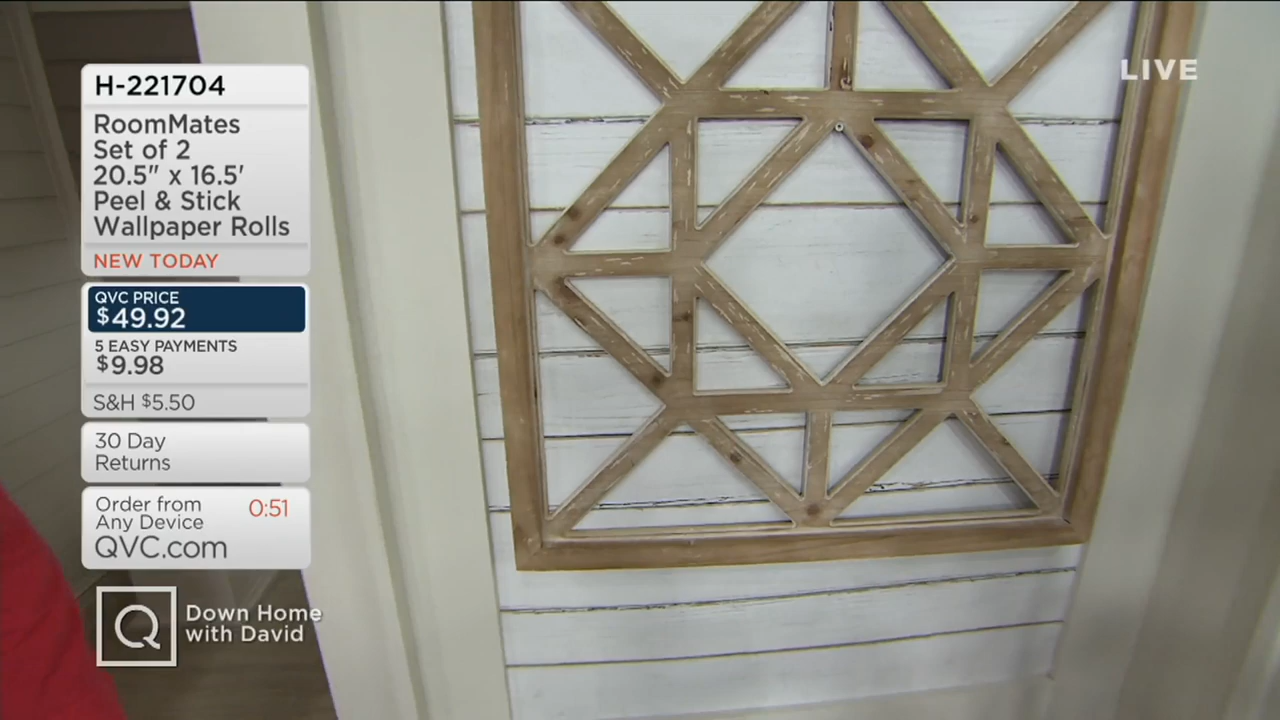 H-221704
RoomMates
Set of 2
20.5" x 16.5'
Peel & Stick
Wallpaper Rolls
NEW TODAY
QVC PRICE
$49.92
5 EASY PAYMENTS
$9.98
S&H $5.50
30 Day
Returns
Order from
Any Device
0:51
QVC.com
Q
Down Home
with David
LIVE